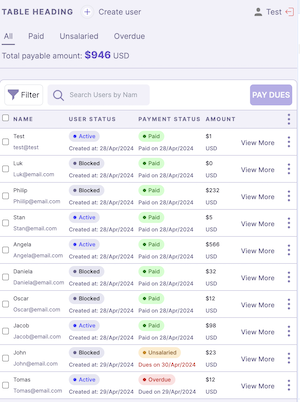 TABLE HEADING + Create user Test
All Paid Unsalaried Overdue
Total payable amount: $946 USD
Filter Search Users by Nam PAY DUES
NAME USER STATUS PAYMENT STATUS AMOUNT
Test Active Paid $1
test@test Created at: 28/Apr/2024 Paid on 28/Apr/2024 USD View More
Luk Blocked Paid $0
Luk@email.com Created at: 28/Apr/2024 Paid on 28/Apr/2024 USD View More
Philip Blocked Paid $232
Philip@email.com Created at: 28/Apr/2024 Paid on 28/Apr/2024 USD View More
Stan Active Paid $5
Stan@email.com Created at: 28/Apr/2024 Paid on 28/Apr/2024 USD View More
Angela Active Paid $566
Angela@email.com Created at: 28/Apr/2024 Paid on 28/Apr/2024 USD View More
Daniela Blocked Paid $32
Daniela@email.com Created at: 28/Apr/2024 Paid on 28/Apr/2024 USD View More
Oscar Blocked Paid $12
Oscar@email.com Created at: 28/Apr/2024 Paid on 28/Apr/2024 USD View More
Jacob Active Paid $98
Jacob@email.com Created at: 28/Apr/2024 Paid on 28/Apr/2024 USD View More
John Blocked Unsalaried $23
John@email.com Created at: 29/Apr/2024 Dues on 30/Apr/2024 USD View More
Tomas Active Overdue $12
Tomas@email.com Created at: 29/Apr/2024 Dued on 29/Apr/2024 USD View More